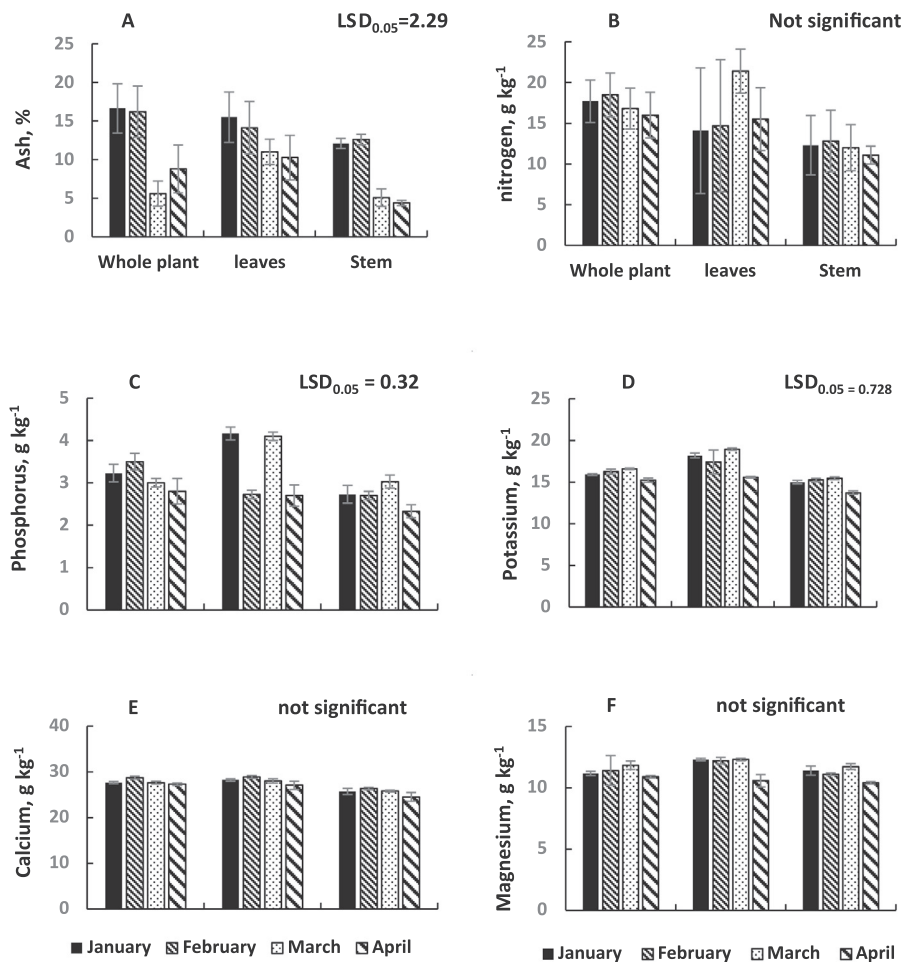 A LSD0.05=2.29
Ash, %
25
20
15
10
5
0
Whole plant leaves Stem
B Not significant
nitrogen, g kg-1
25
20
15
10
5
0
Whole plant leaves Stem
C LSD0.05 = 0.32
Phosphorus, g kg-1
5
4
3
2
1
0
D LSD0.05 = 0.728
Potassium, g kg-1
25
20
15
10
5
0
E not significant
Calcium, g kg-1
40
30
20
10
0
F not significant
Magnesium, g kg-1
15
10
5
0
January February March April
January February March April